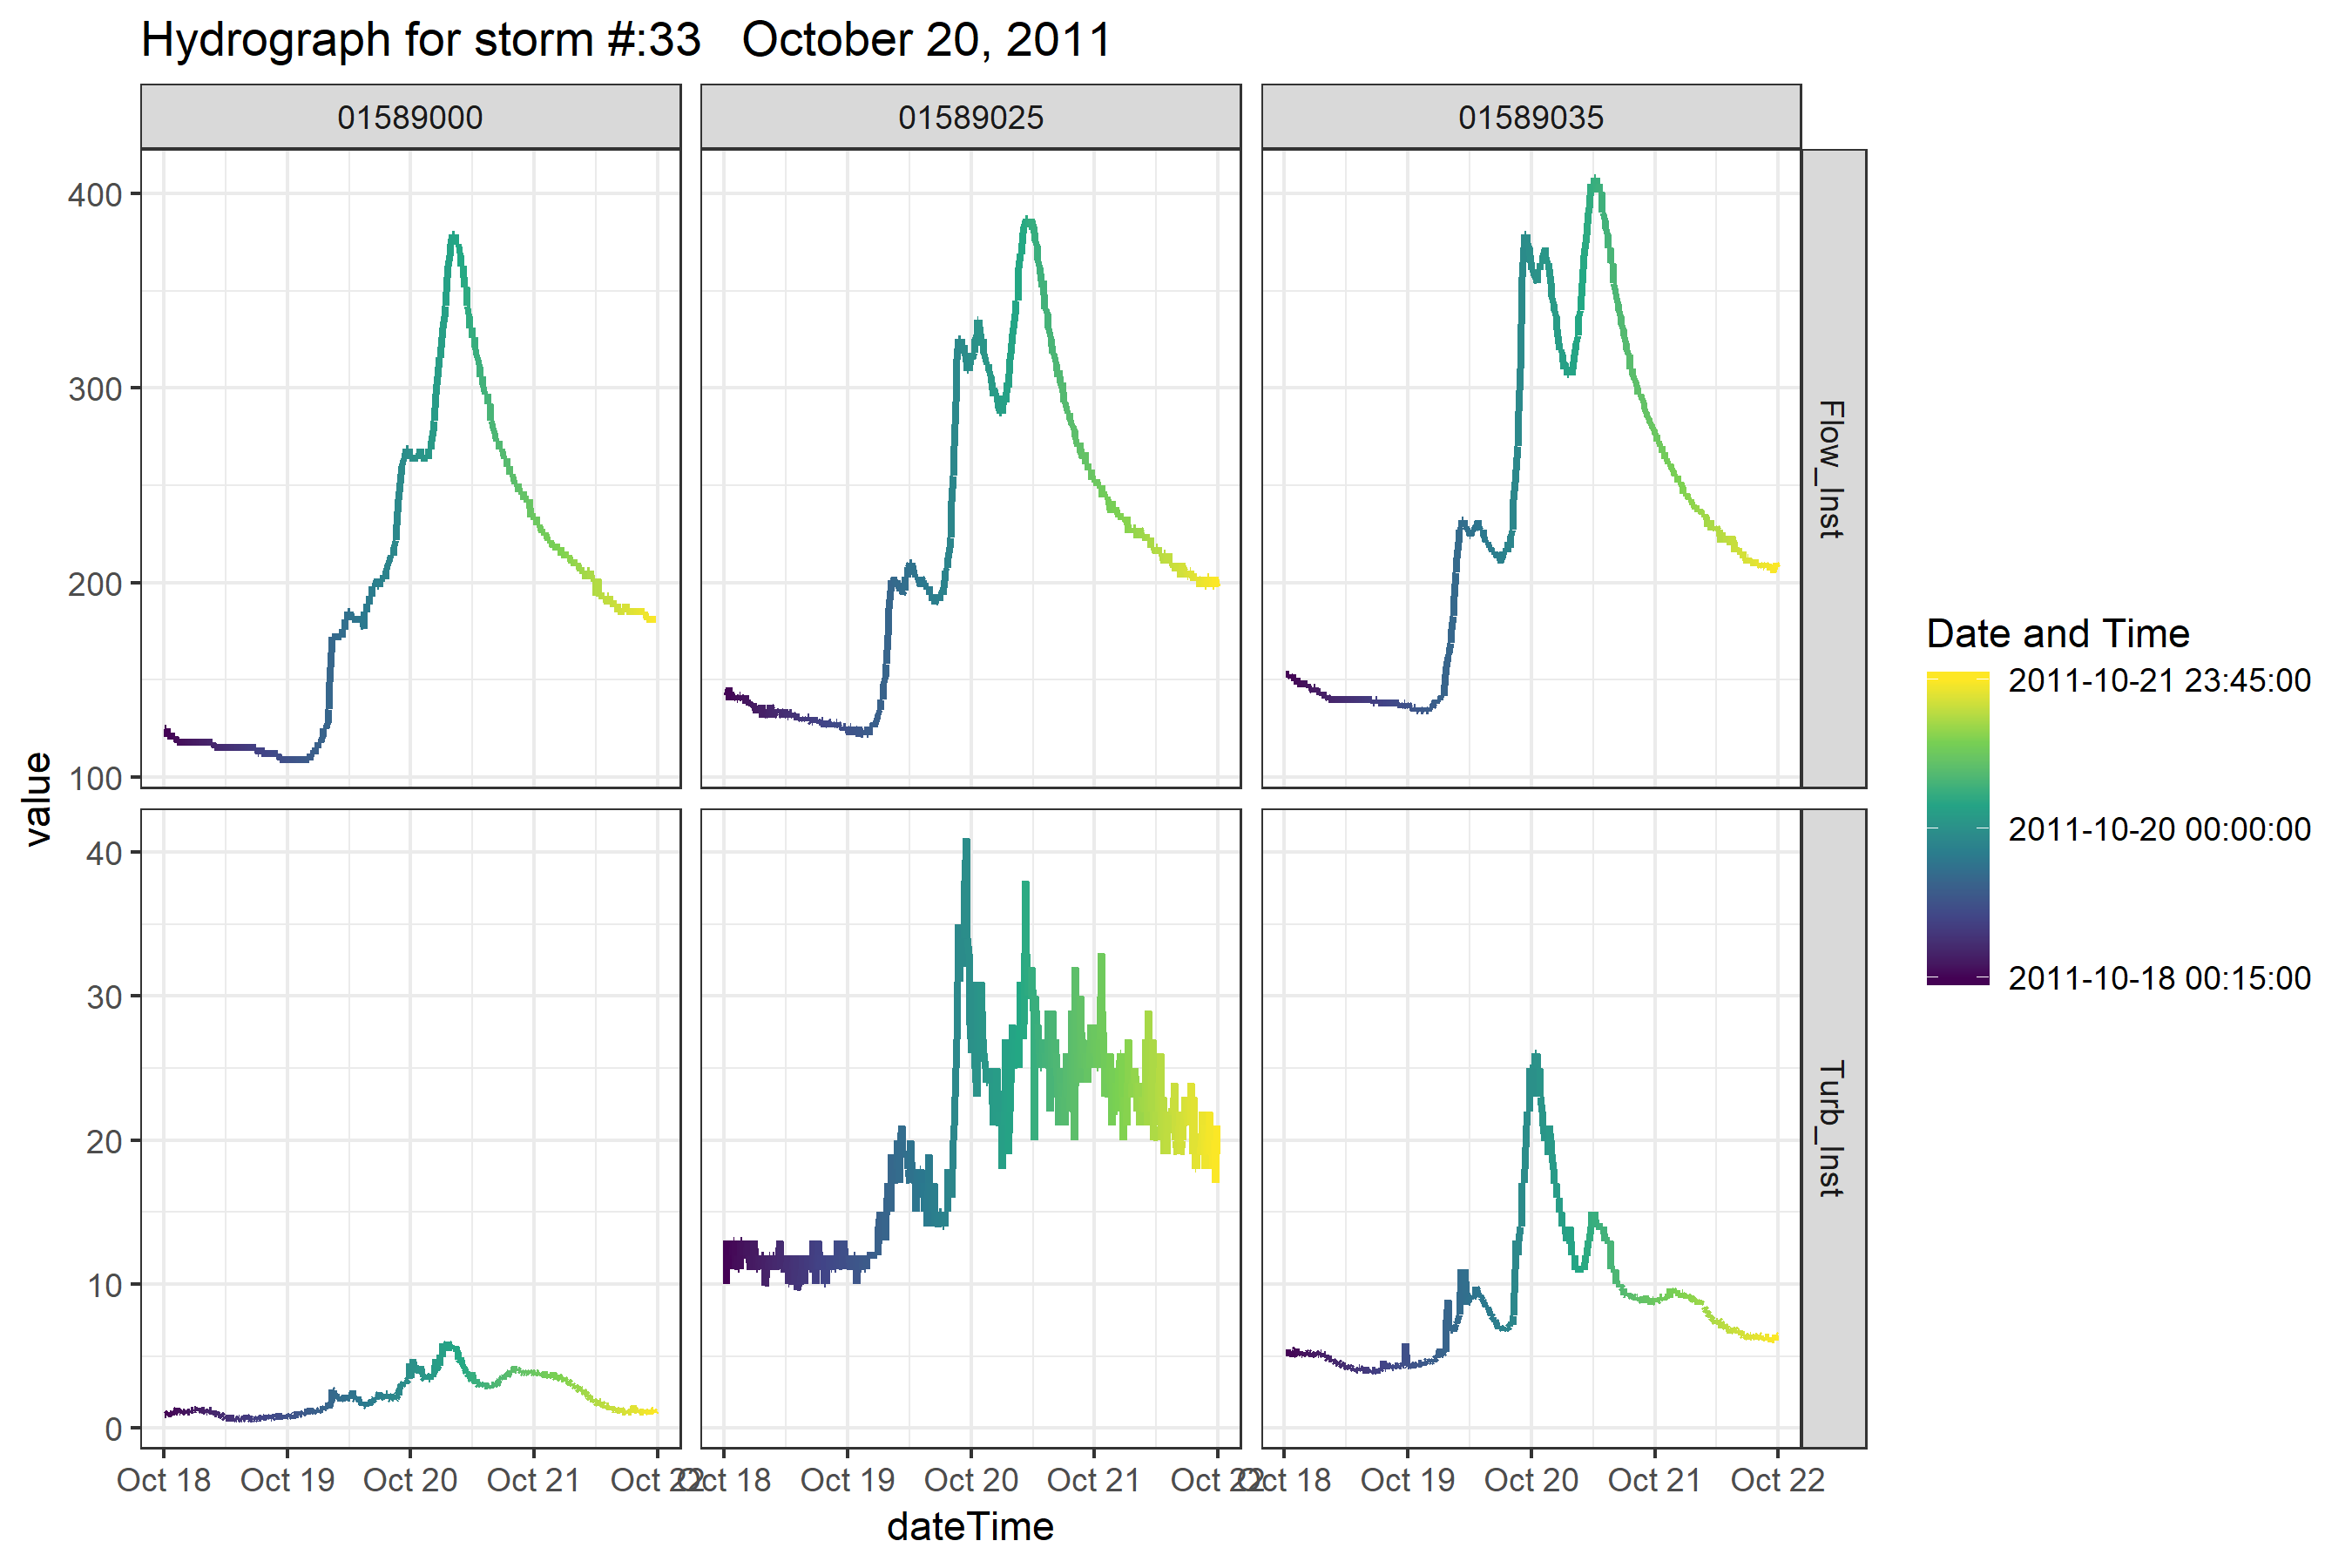 Hydrograph for storm #:33   October 20, 2011
01589000
01589025
01589035
400
300
200
100
Flow_Inst
40
30
20
10
0
Turb_Inst
value
Oct 18 Oct 19 Oct 20 Oct 21 Oct 22
Oct 18 Oct 19 Oct 20 Oct 21 Oct 22
Oct 18 Oct 19 Oct 20 Oct 21 Oct 22
dateTime
Date and Time
2011-10-21 23:45:00
2011-10-20 00:00:00
2011-10-18 00:15:00